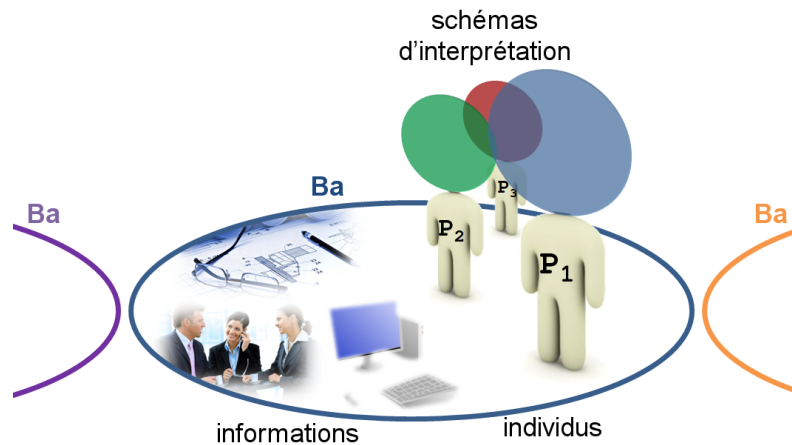 schémas
d'interprétation
Ba
Ba
Ba
P3
P2
P1
informations
individus